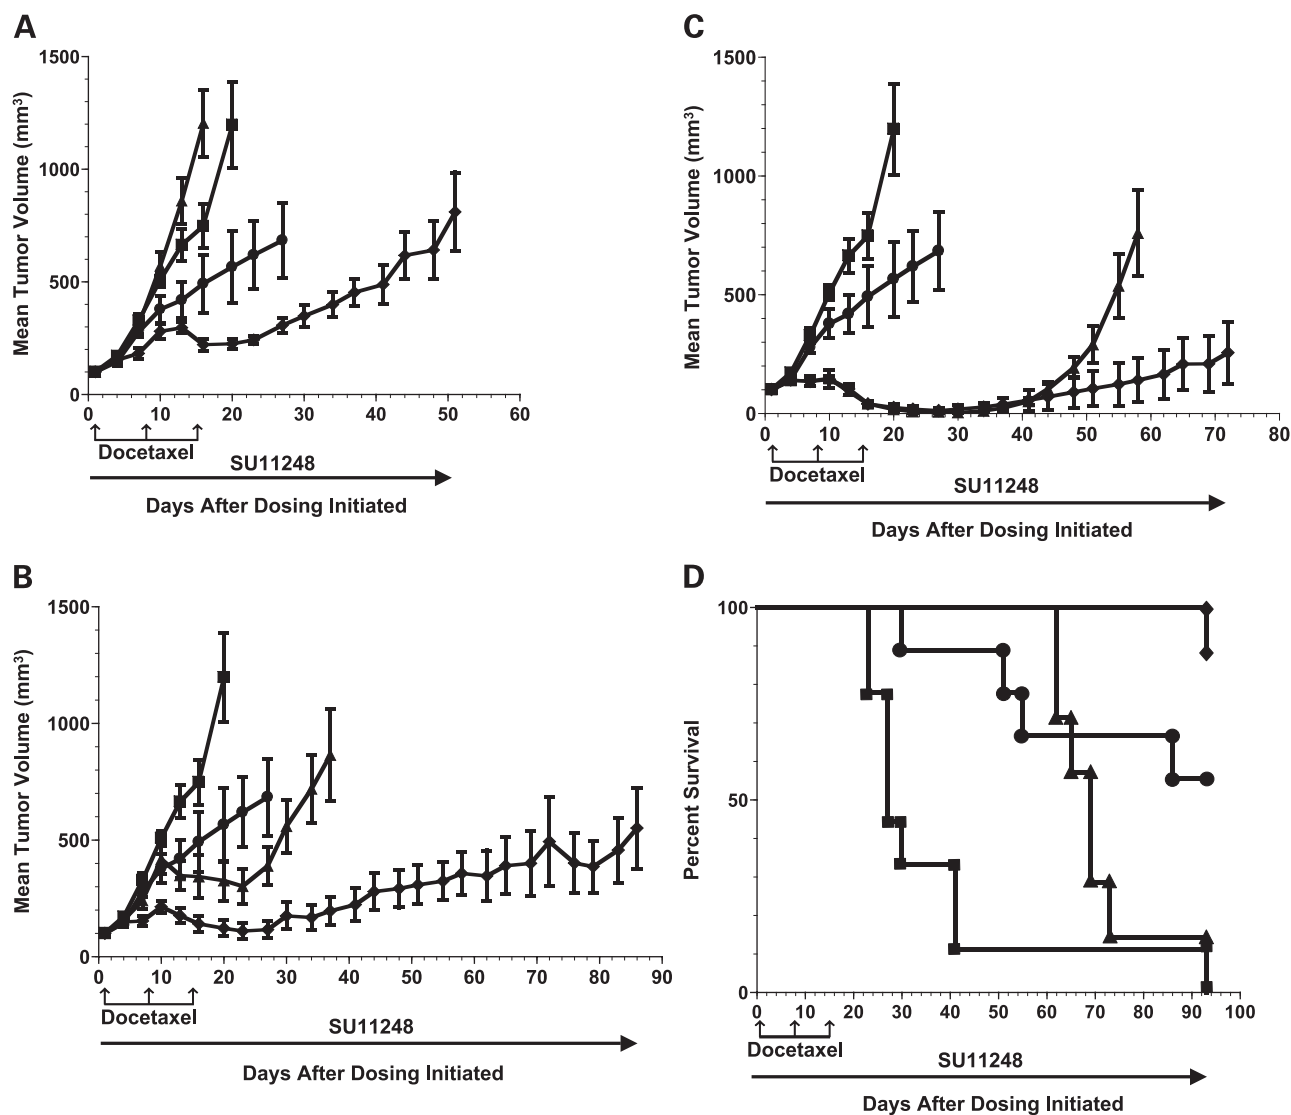 A
Mean Tumor Volume (mm³)
1500
1000
500
0
0 10 20 30 40 50 60
Docetaxel
SU11248
Days After Dosing Initiated
C
Mean Tumor Volume (mm³)
1500
1000
500
0
0 10 20 30 40 50 60 70 80
Docetaxel
SU11248
Days After Dosing Initiated
B
Mean Tumor Volume (mm³)
1500
1000
500
0
0 10 20 30 40 50 60 70 80 90
Docetaxel
SU11248
Days After Dosing Initiated
D
Percent Survival
100
50
0
0 10 20 30 40 50 60 70 80 90 100
Docetaxel
SU11248
Days After Dosing Initiated